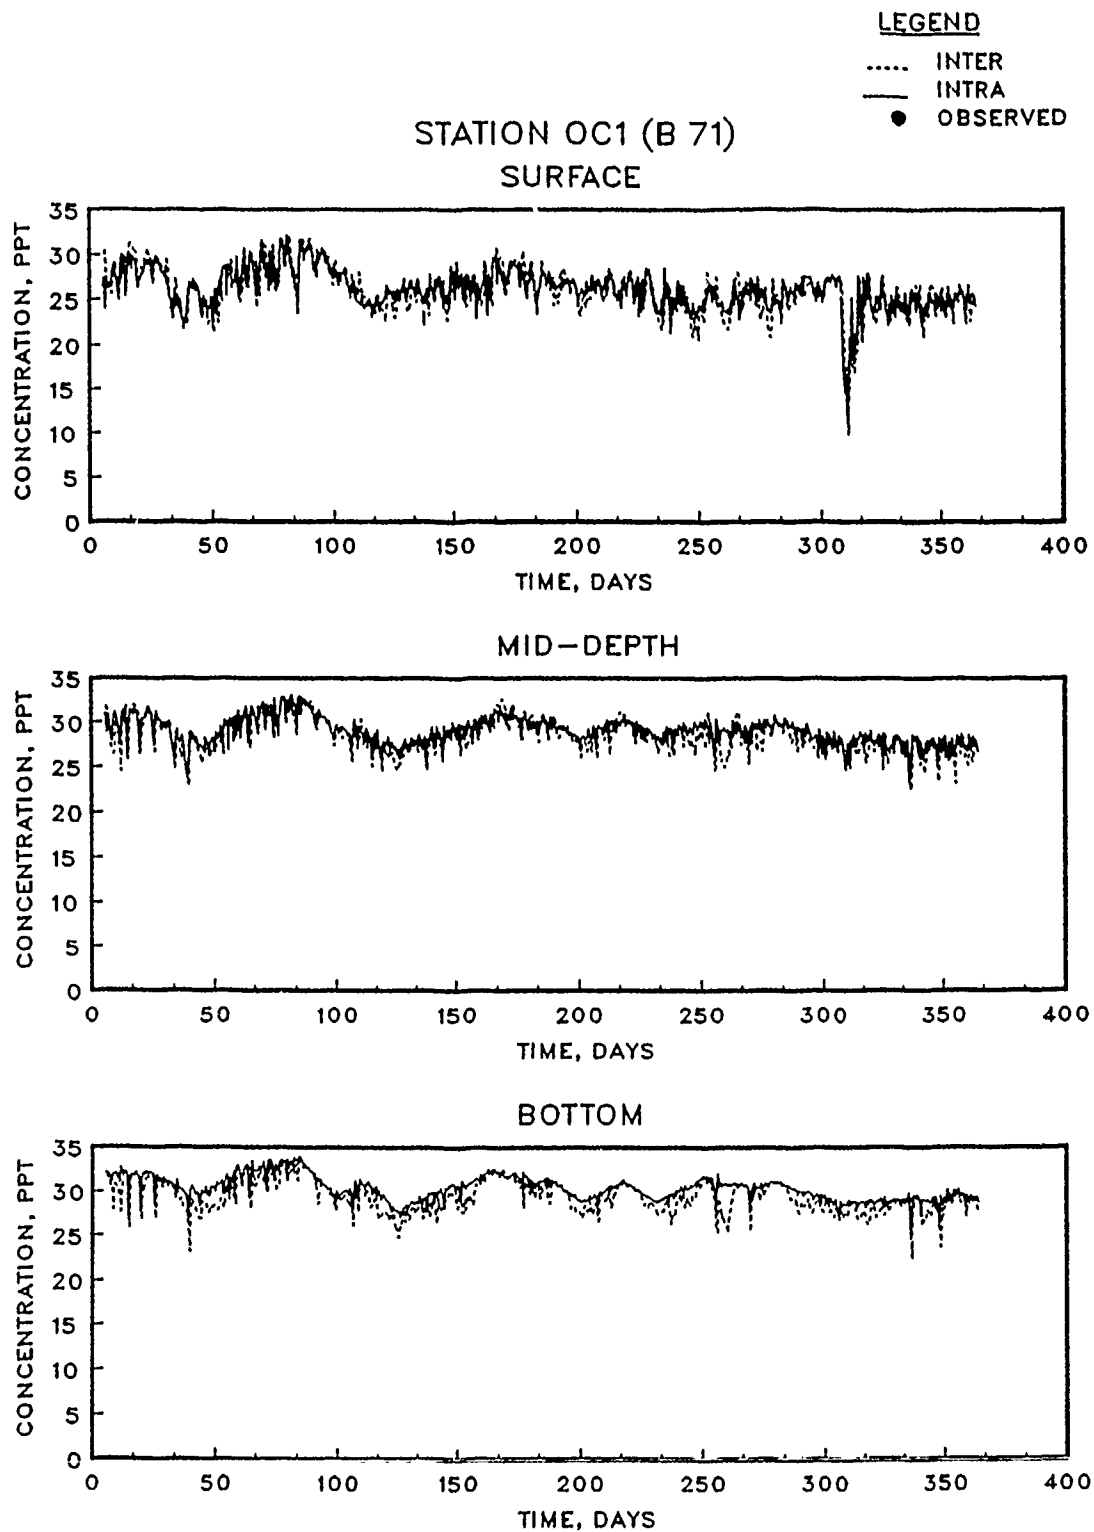 LEGEND
INTER
INTRA
OBSERVED
STATION OC1 (B 71)
SURFACE
CONCENTRATION, PPT
35
30
25
20
15
10
5
0
0 50 100 150 200 250 300 350 400
TIME, DAYS
MID-DEPTH
CONCENTRATION, PPT
35
30
25
20
15
10
5
0
0 50 100 150 200 250 300 350 400
TIME, DAYS
BOTTOM
CONCENTRATION, PPT
35
30
25
20
15
10
5
0
0 50 100 150 200 250 300 350 400
TIME, DAYS